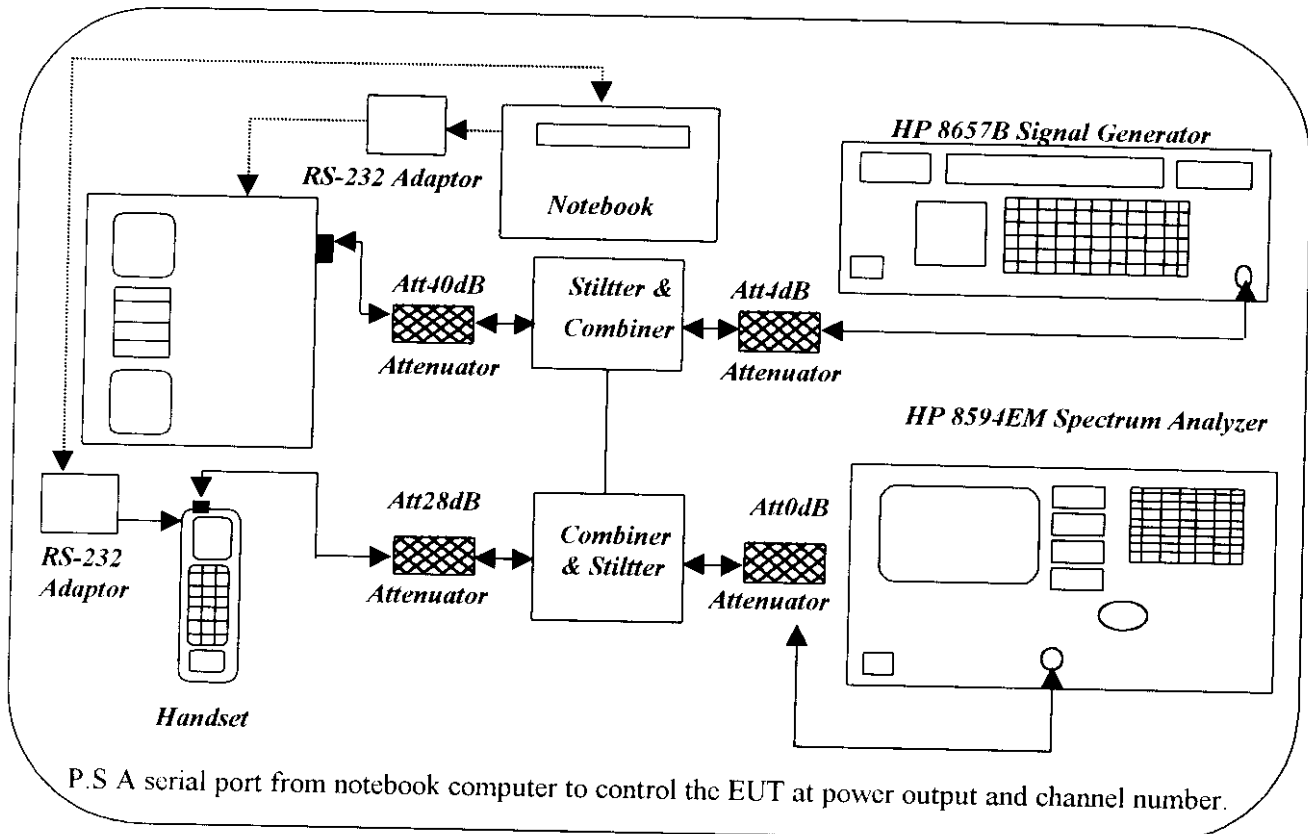 HP 8657B Signal Generator
RS-232 Adaptor
Notebook
Att40dB
Stiltter &
Combiner
Att4dB
Attenuator
Attenuator
HP 8594EM Spectrum Analyzer
Att28dB
Combiner
& Stiltter
Att0dB
RS-232
Adaptor
Attenuator
Attenuator
Handset
P.S A serial port from notebook computer to control the EUT at power output and channel number.